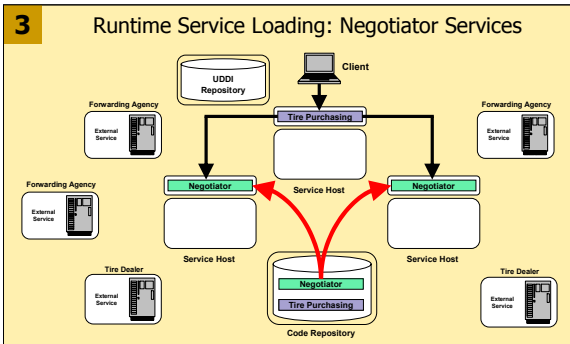 3
Runtime Service Loading: Negotiator Services
UDDI
Repository
Client
Forwarding Agency
External
Service
Tire Purchasing
Forwarding Agency
External
Service
Service Host
Negotiator
Negotiator
Forwarding Agency
External
Service
Service Host
Service Host
Tire Dealer
External
Service
Negotiator
Tire Purchasing
Code Repository
Tire Dealer
External
Service